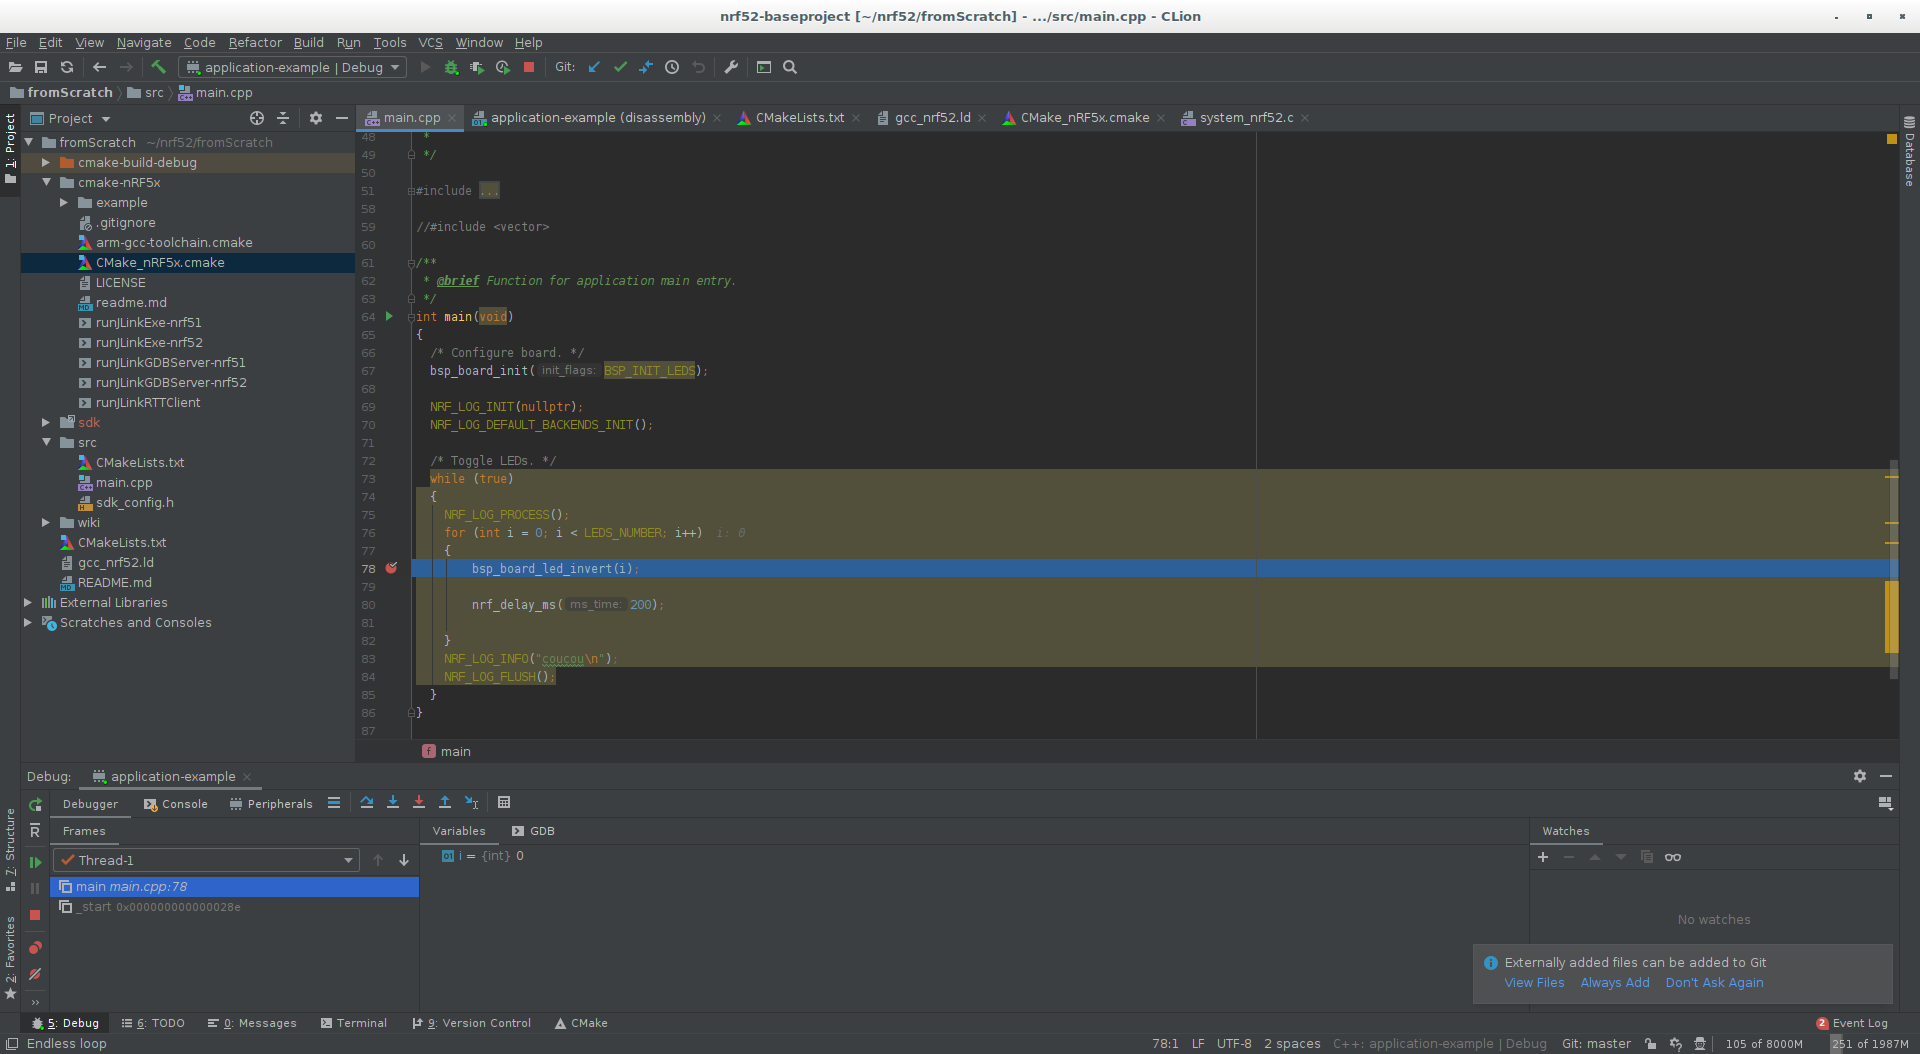 nrf52-baseproject [~/nrf52/fromScratch] - .../src/main.cpp - CLion
File Edit View Navigate Code Refactor Build Run Tools VCS Window Help
application-example | Debug Git:
fromScratch src main.cpp
1: Project
Project
fromScratch ~/nrf52/fromScratch
cmake-build-debug
cmake-nRF5x
example
.gitignore
arm-gcc-toolchain.cmake
CMake_nRF5x.cmake
LICENSE
readme.md
runJLinkExe-nrf51
runJLinkExe-nrf52
runJLinkGDBServer-nrf51
runJLinkGDBServer-nrf52
runJLinkRTTClient
sdk
src
CMakeLists.txt
main.cpp
sdk_config.h
wiki
CMakeLists.txt
gcc_nrf52.ld
README.md
External Libraries
Scratches and Consoles
main.cpp application-example (disassembly) CMakeLists.txt gcc_nrf52.ld CMake_nRF5x.cmake system_nrf52.c
48 *
49 */
50
51 #include ...
58
59 //#include <vector>
60
61 /**
62 * @brief Function for application main entry.
63 */
64 int main(void)
65 {
66 /* Configure board. */
67 bsp_board_init( init_flags: BSP_INIT_LEDS);
68
69 NRF_LOG_INIT(nullptr);
70 NRF_LOG_DEFAULT_BACKENDS_INIT();
71
72 /* Toggle LEDs. */
73 while (true)
74 {
75 NRF_LOG_PROCESS();
76 for (int i = 0; i < LEDS_NUMBER; i++) i: 0
77 {
78 bsp_board_led_invert(i);
79
80 nrf_delay_ms( ms_time: 200);
81
82 }
83 NRF_LOG_INFO("coucou\n");
84 NRF_LOG_FLUSH();
85 }
86 }
87
main
Database
Debug: application-example
Debugger Console Peripherals
Frames
Thread-1
main main.cpp:78
_start 0x000000000000028e
Variables GDB
i = {int} 0
Watches
No watches
Externally added files can be added to Git
View Files Always Add Don't Ask Again
7: Structure
2: Favorites
5: Debug 6: TODO 0: Messages Terminal 9: Version Control CMake 2 Event Log
Endless loop 78:1 LF UTF-8 2 spaces C++: application-example | Debug Git: master 105 of 8000M 251 of 1987M